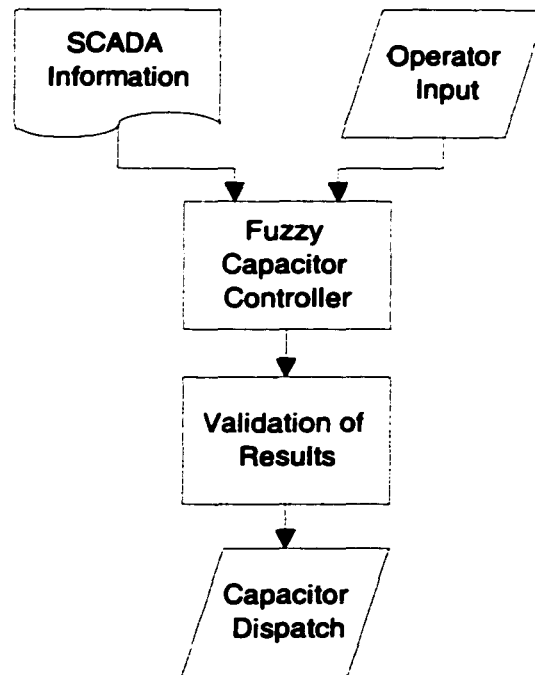 SCADA
Information
Operator
Input
Fuzzy
Capacitor
Controller
Validation of
Results
Capacitor
Dispatch